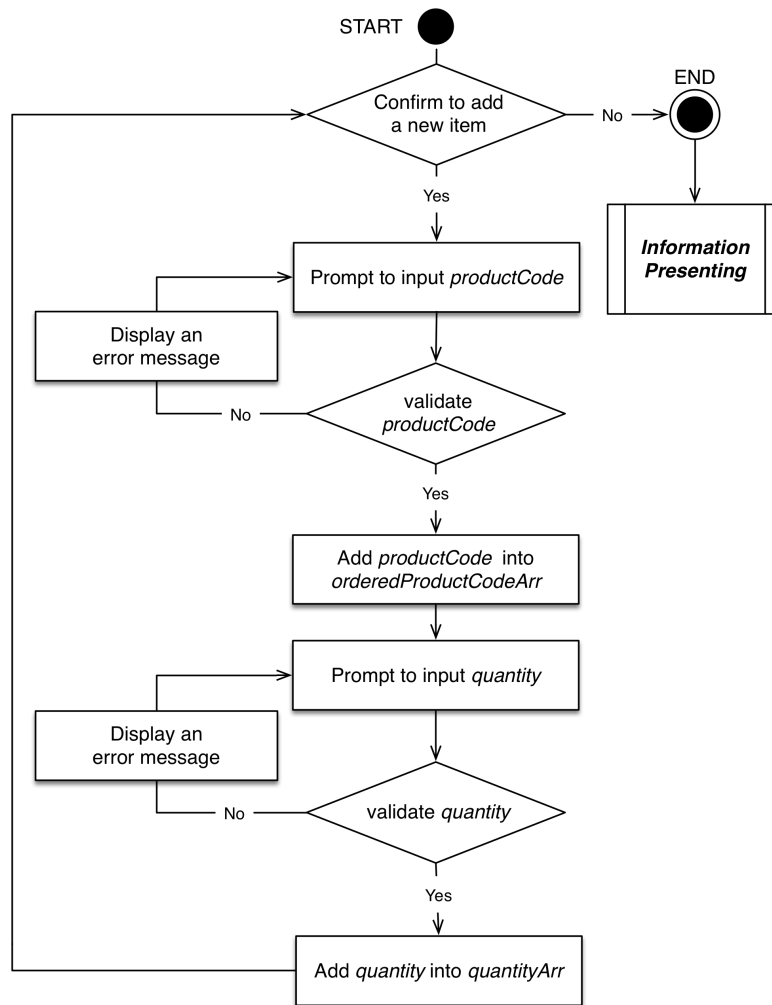 START
Confirm to add
a new item
No
END
Yes
Information
Presenting
Prompt to input productCode
Display an
error message
validate
productCode
No
Yes
Add productCode into
orderedProductCodeArr
Prompt to input quantity
Display an
error message
validate quantity
No
Yes
Add quantity into quantityArr